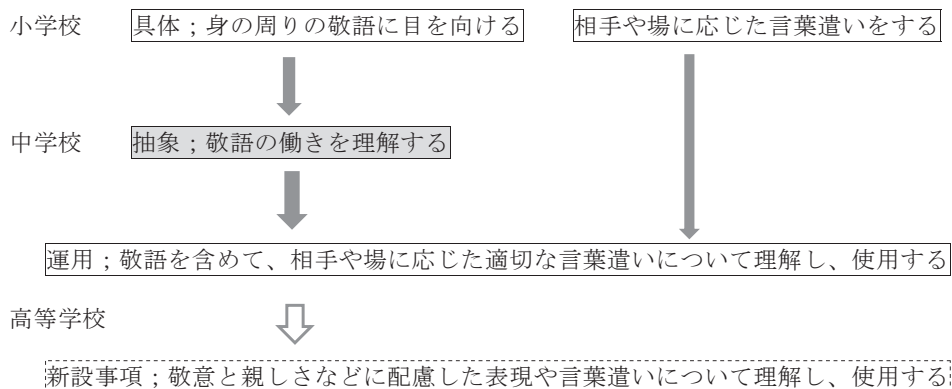 小学校 具体;身の周りの敬語に目を向ける 相手や場に応じた言葉遣いをする
中学校 抽象;敬語の働きを理解する
運用;敬語を含めて、相手や場に応じた適切な言葉遣いについて理解し、使用する
高等学校
新設事項;敬意と親しさなどに配慮した表現や言葉遣いについて理解し、使用する